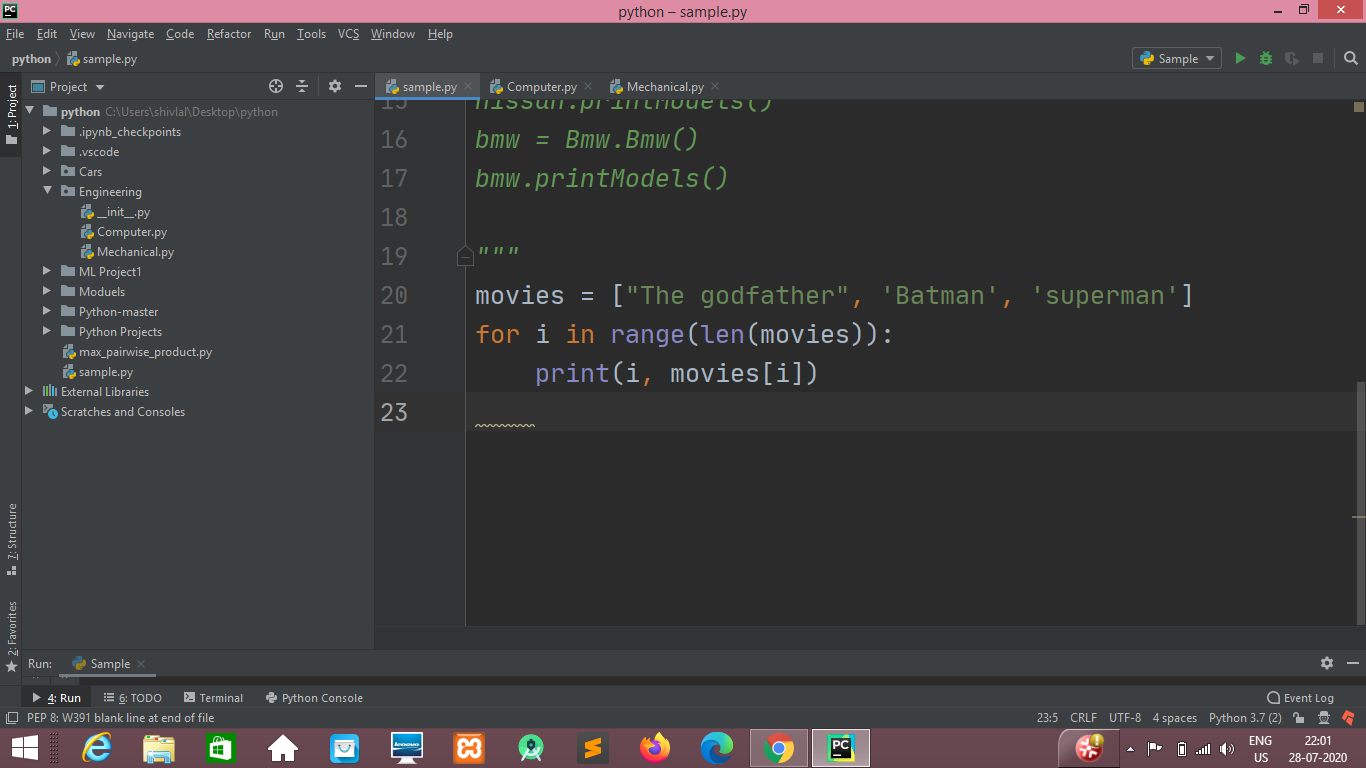 python – sample.py
File Edit View Navigate Code Refactor Run Tools VCS Window Help
python sample.py
Sample
1: Project
Project
sample.py Computer.py Mechanical.py
python C:\Users\shivlal\Desktop\python
.ipynb_checkpoints
.vscode
Cars
Engineering
__init__.py
Computer.py
Mechanical.py
ML Project1
Moduels
Python-master
Python Projects
max_pairwise_product.py
sample.py
External Libraries
Scratches and Consoles
15 nissan.printModels()
16 bmw = Bmw.Bmw()
17 bmw.printModels()
18
19 """
20 movies = ["The godfather", 'Batman', 'superman']
21 for i in range(len(movies)):
22     print(i, movies[i])
23
7: Structure
2: Favorites
Run: Sample
4: Run 6: TODO Terminal Python Console Event Log
PEP 8: W391 blank line at end of file 23:5 CRLF UTF-8 4 spaces Python 3.7 (2)
lenovo
PC
ENG 22:01
US 28-07-2020